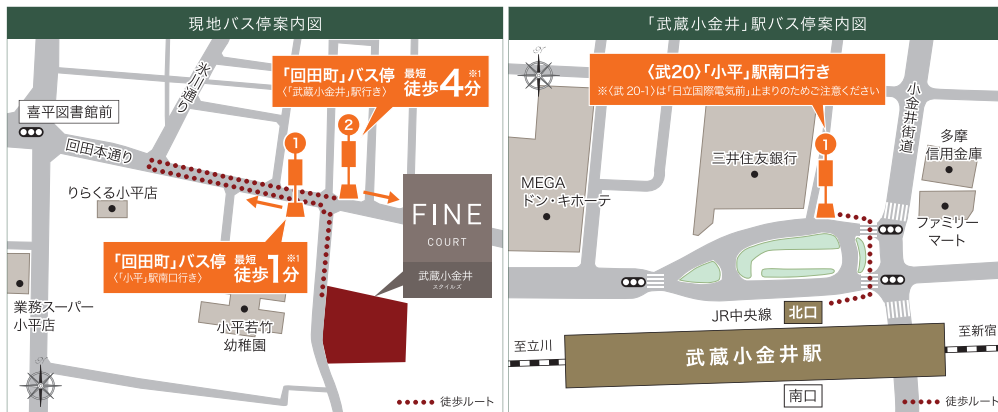 現地バス停案内図
氷川通り
「回田町」バス停 最短 徒歩4分※1
〈「武蔵小金井」駅行き〉
喜平図書館前
回田本通り
1
2
りらくる小平店
FINE
COURT
武蔵小金井
スタイルズ
「回田町」バス停 最短 徒歩1分※1
〈「小平」駅南口行き〉
業務スーパー
小平店
小平若竹
幼稚園
徒歩ルート
「武蔵小金井」駅バス停案内図
〈武20〉「小平」駅南口行き
※〈武20-1〉は「日立国際電気前」止まりのためご注意ください
小金井街道
多摩
信用金庫
1
三井住友銀行
MEGA
ドン・キホーテ
ファミリー
マート
JR中央線
北口
至立川
武蔵小金井駅
至新宿
南口
徒歩ルート